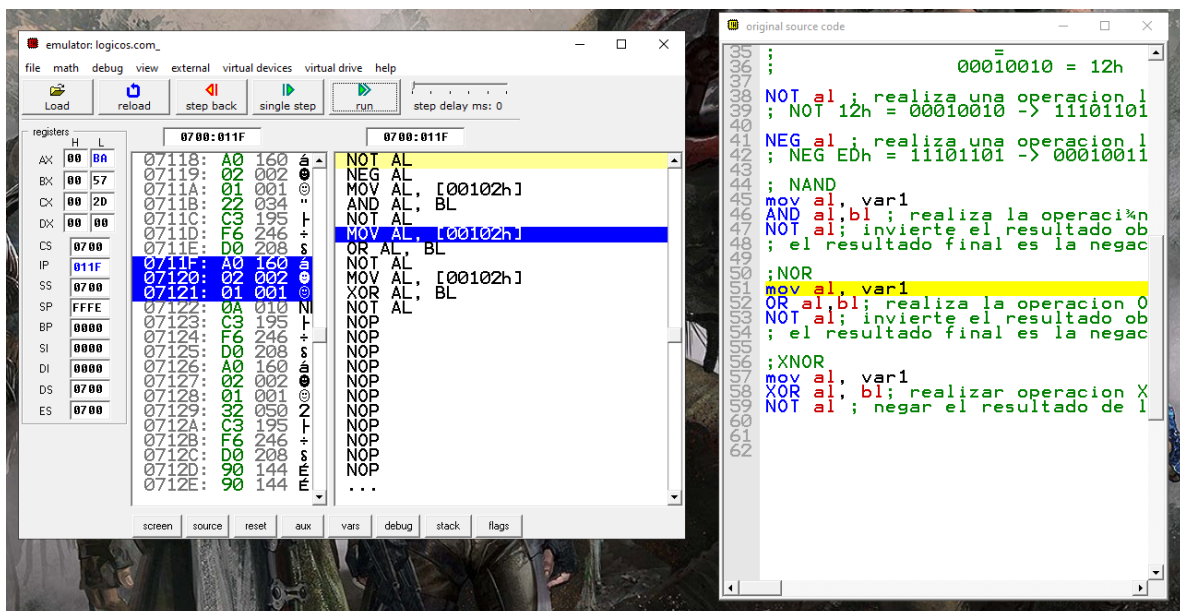 emulator: logicos.com_
file math debug view external virtual devices virtual drive help
Load reload step back single step run step delay ms: 0
registers
H L
AX 00 BA
BX 00 57
CX 00 2D
DX 00 00
CS 0700
IP 011F
SS 0700
SP FFFE
BP 0000
SI 0000
DI 0000
DS 0700
ES 0700
0700:011F
07118: A0 160 á
07119: 02 002 ☻
0711A: 01 001 ☺
0711B: 22 034 "
0711C: C3 195 ├
0711D: F6 246 ÷
0711E: D0 208 š
0711F: A0 160 á
07120: 02 002 ☻
07121: 01 001 ☺
07122: 0A 010 NI
07123: C3 195 ├
07124: F6 246 ÷
07125: D0 208 š
07126: A0 160 á
07127: 02 002 ☻
07128: 01 001 ☺
07129: 32 050 2
0712A: C3 195 ├
0712B: F6 246 ÷
0712C: D0 208 š
0712D: 90 144 É
0712E: 90 144 É
0700:011F
NOT AL
NEG AL
MOV AL, [00102h]
AND AL, BL
NOT AL
MOV AL, [00102h]
OR AL, BL
NOT AL
MOV AL, [00102h]
XOR AL, BL
NOT AL
NOP
NOP
NOP
NOP
NOP
NOP
NOP
NOP
NOP
NOP
NOP
...
screen source reset aux vars debug stack flags
original source code
35 ; =
36 ; 00010010 = 12h
37
38 NOT al ; realiza una operacion l
39 ; NOT 12h = 00010010 -> 11101101
40
41 NEG al ; realiza una operacion l
42 ; NEG EDh = 11101101 -> 00010011
43
44 ; NAND
45 mov al, var1
46 AND al,bl ; realiza la operaci¾n
47 NOT al; invierte el resultado ob
48 ; el resultado final es la negac
49
50 ;NOR
51 mov al, var1
52 OR al,bl; realiza la operacion O
53 NOT al; invierte el resultado ob
54 ; el resultado final es la negac
55
56 ;XNOR
57 mov al, var1
58 XOR al, bl; realizar operacion X
59 NOT al ; negar el resultado de l
60
61
62